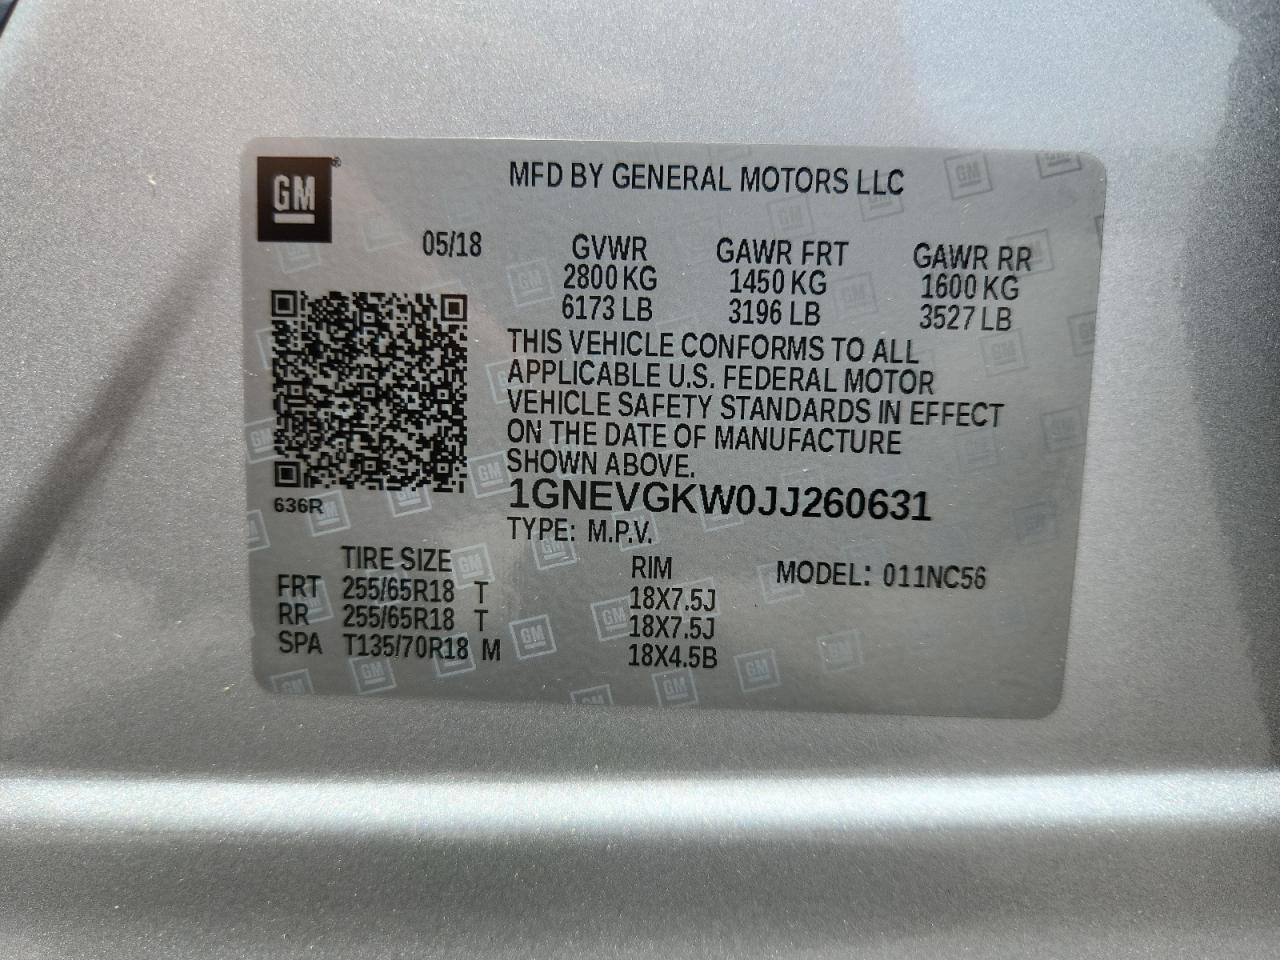 GM ®
MFD BY GENERAL MOTORS LLC
05/18 GVWR GAWR FRT GAWR RR
2800 KG 1450 KG 1600 KG
6173 LB 3196 LB 3527 LB
THIS VEHICLE CONFORMS TO ALL
APPLICABLE U.S. FEDERAL MOTOR
VEHICLE SAFETY STANDARDS IN EFFECT
ON THE DATE OF MANUFACTURE
SHOWN ABOVE.
636R
1GNEVGKW0JJ260631
TYPE: M.P.V.
TIRE SIZE RIM MODEL: 011NC56
FRT 255/65R18 T 18X7.5J
RR 255/65R18 T 18X7.5J
SPA T135/70R18 M 18X4.5B